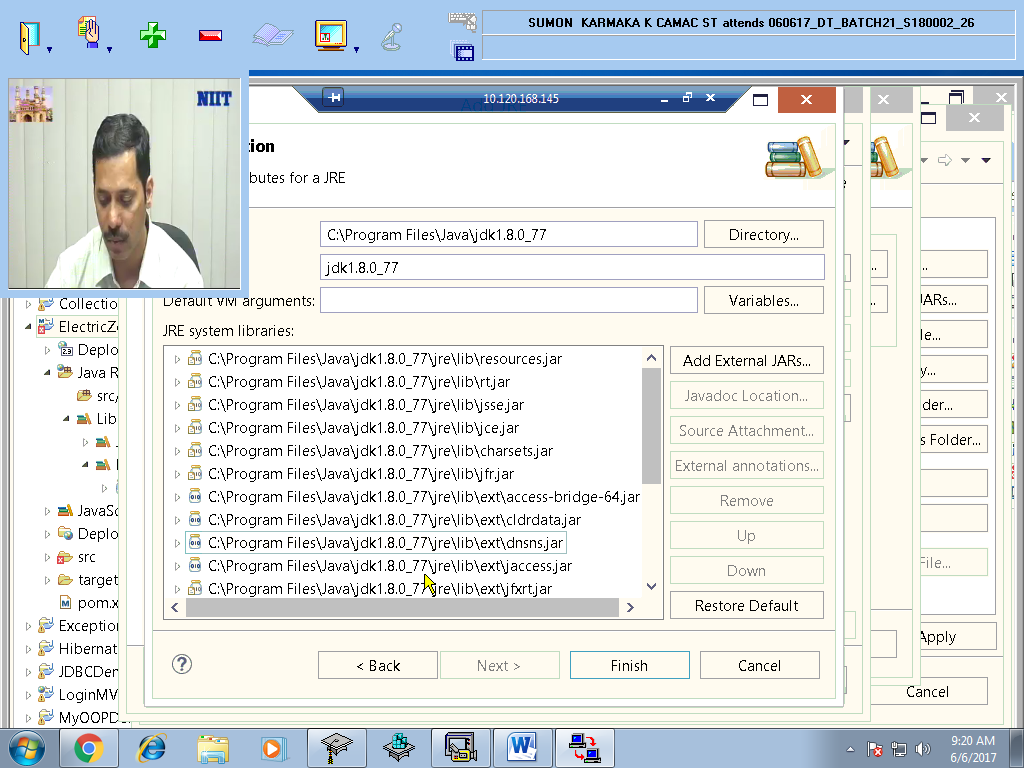 SUMON KARMAKA K CAMAC ST attends 060617_DT_BATCH21_S180002_26
NIIT
10.120.168.145
tion
butes for a JRE
C:\Program Files\Java\jdk1.8.0_77
Directory...
jdk1.8.0_77
Default VM arguments:
Variables...
JRE system libraries:
C:\Program Files\Java\jdk1.8.0_77\jre\lib\resources.jar
C:\Program Files\Java\jdk1.8.0_77\jre\lib\rt.jar
C:\Program Files\Java\jdk1.8.0_77\jre\lib\jsse.jar
C:\Program Files\Java\jdk1.8.0_77\jre\lib\jce.jar
C:\Program Files\Java\jdk1.8.0_77\jre\lib\charsets.jar
C:\Program Files\Java\jdk1.8.0_77\jre\lib\jfr.jar
C:\Program Files\Java\jdk1.8.0_77\jre\lib\ext\access-bridge-64.jar
C:\Program Files\Java\jdk1.8.0_77\jre\lib\ext\cldrdata.jar
C:\Program Files\Java\jdk1.8.0_77\jre\lib\ext\dnsns.jar
C:\Program Files\Java\jdk1.8.0_77\jre\lib\ext\jaccess.jar
C:\Program Files\Java\jdk1.8.0_77\jre\lib\ext\jfxrt.jar
Add External JARs...
Javadoc Location...
Source Attachment...
External annotations...
Remove
Up
Down
Restore Default
< Back
Next >
Finish
Cancel
Collectio
ElectricZ
Deplo
Java R
src/
Lib
JavaSc
Deplo
src
target
pom.x
Exception
Hibernat
JDBCDen
LoginMV
MyOOPD
JARs...
le...
y...
der...
s Folder...
File...
Apply
Cancel
9:20 AM
6/6/2017